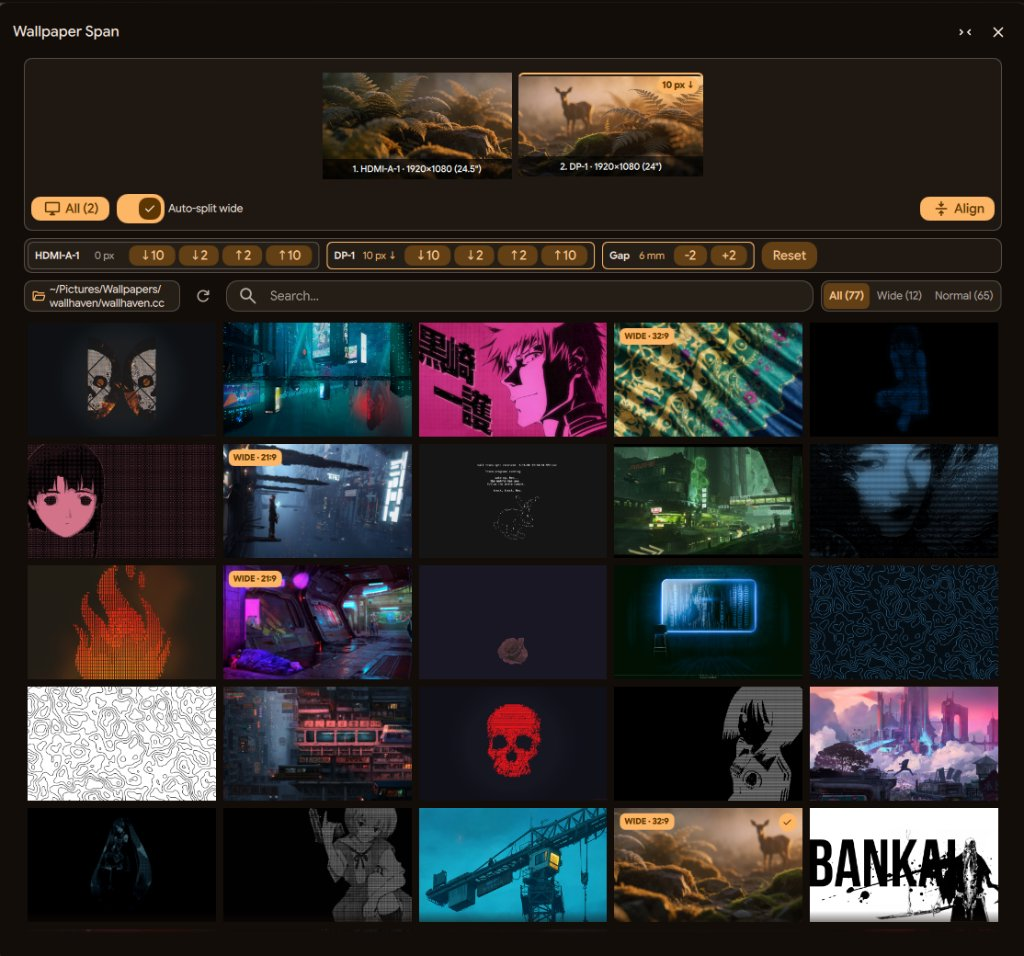 Wallpaper Span
10 px ↓
1. HDMI-A-1 · 1920×1080 (24.5")
2. DP-1 · 1920×1080 (24")
All (2)
Auto-split wide
Align
HDMI-A-1 0 px ↓10 ↓2 ↑2 ↑10
DP-1 10 px ↓ ↓10 ↓2 ↑2 ↑10
Gap 6 mm -2 +2
Reset
~/Pictures/Wallpapers/
wallhaven/wallhaven.cc
Search...
All (77) Wide (12) Normal (65)
黒崎
一護
WIDE · 32:9
WIDE · 21:9
WIDE · 21:9
WIDE · 32:9
BANKAI